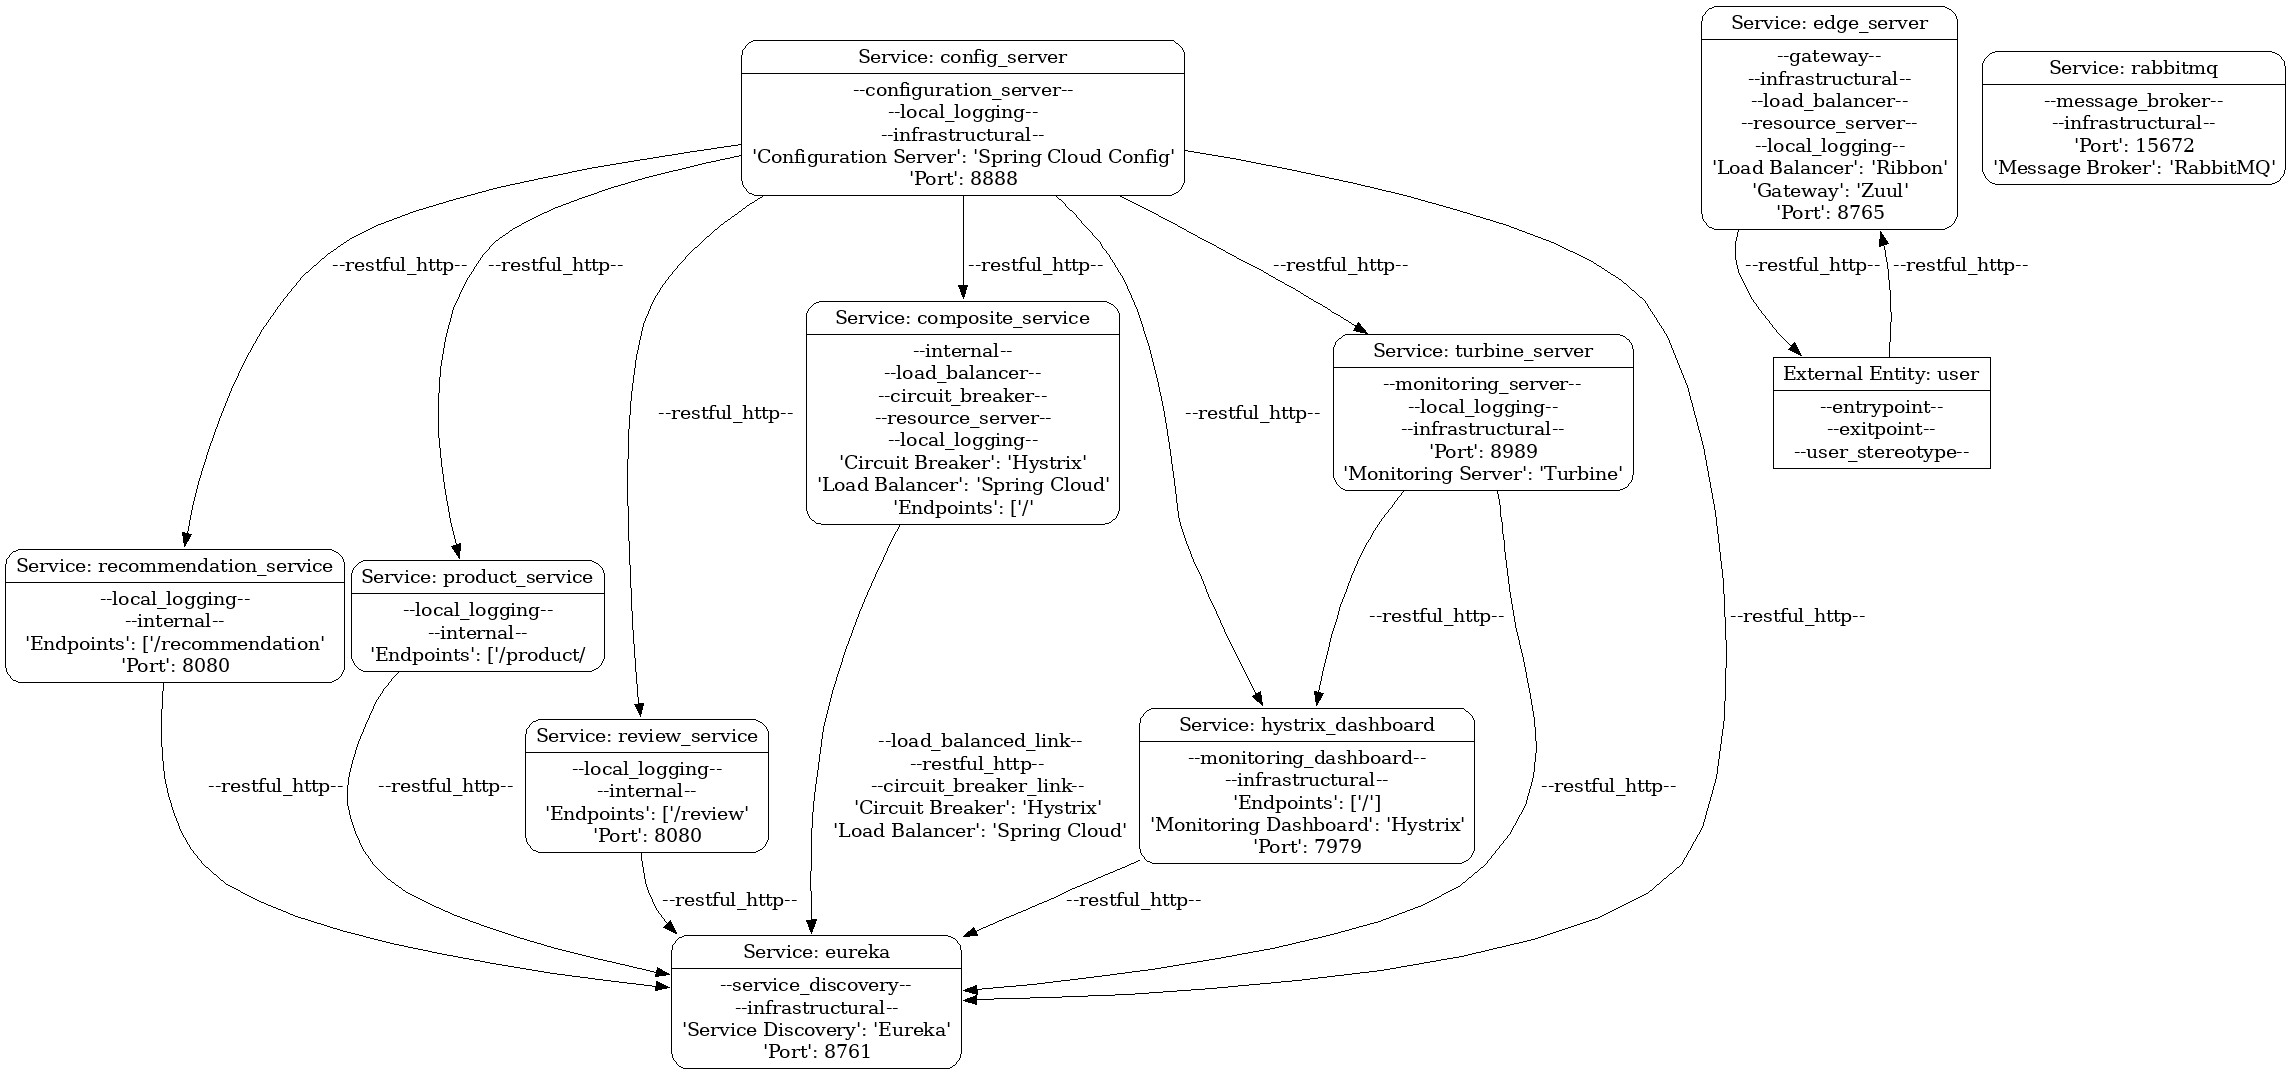 Service: config_server
--configuration_server--
--local_logging--
--infrastructural--
'Configuration Server': 'Spring Cloud Config'
'Port': 8888
Service: edge_server
--gateway--
--infrastructural--
--load_balancer--
--resource_server--
--local_logging--
'Load Balancer': 'Ribbon'
'Gateway': 'Zuul'
'Port': 8765
Service: rabbitmq
--message_broker--
--infrastructural--
'Port': 15672
'Message Broker': 'RabbitMQ'
--restful_http--
--restful_http--
--restful_http--
--restful_http--
--restful_http--
--restful_http--
Service: composite_service
--internal--
--load_balancer--
--circuit_breaker--
--resource_server--
--local_logging--
'Circuit Breaker': 'Hystrix'
'Load Balancer': 'Spring Cloud'
'Endpoints': ['/'
Service: turbine_server
--monitoring_server--
--local_logging--
--infrastructural--
'Port': 8989
'Monitoring Server': 'Turbine'
External Entity: user
--entrypoint--
--exitpoint--
--user_stereotype--
--restful_http--
--restful_http--
Service: recommendation_service
--local_logging--
--internal--
'Endpoints': ['/recommendation'
'Port': 8080
Service: product_service
--local_logging--
--internal--
'Endpoints': ['/product/
--restful_http--
--restful_http--
Service: review_service
--local_logging--
--internal--
'Endpoints': ['/review'
'Port': 8080
--load_balanced_link--
--restful_http--
--circuit_breaker_link--
'Circuit Breaker': 'Hystrix'
'Load Balancer': 'Spring Cloud'
Service: hystrix_dashboard
--monitoring_dashboard--
--infrastructural--
'Endpoints': ['/']
'Monitoring Dashboard': 'Hystrix'
'Port': 7979
--restful_http--
--restful_http--
--restful_http--
--restful_http--
--restful_http--
Service: eureka
--service_discovery--
--infrastructural--
'Service Discovery': 'Eureka'
'Port': 8761